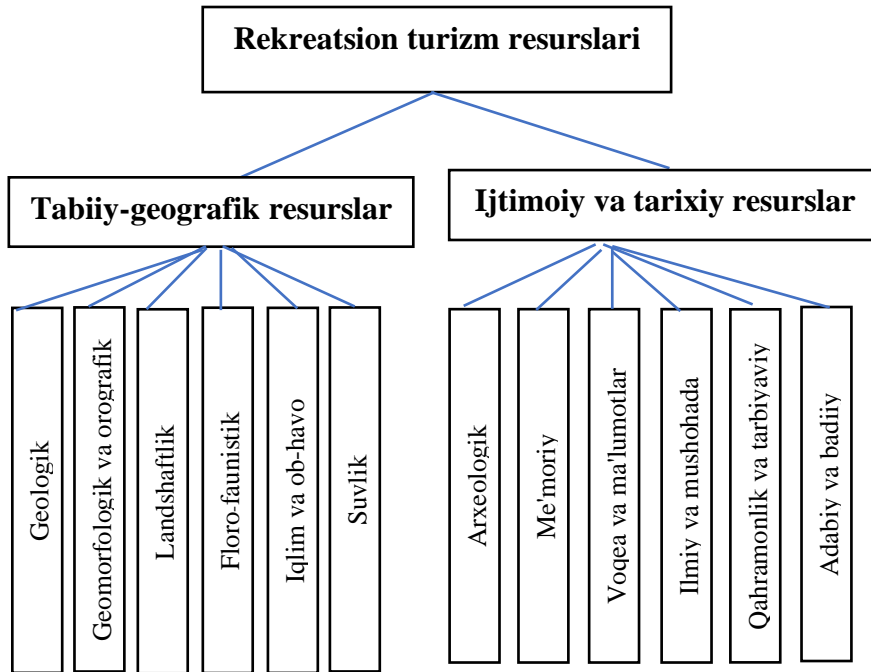 Rekreatsion turizm resurslari
Tabiiy-geografik resurslar
Ijtimoiy va tarixiy resurslar
Geologik
Geomorfologik va orografik
Landshaftlik
Floro-faunistik
Iqlim va ob-havo
Suvlik
Arxeologik
Me'moriy
Voqea va ma'lumotlar
Ilmiy va mushohada
Qahramonlik va tarbiyaviy
Adabiy va badiiy